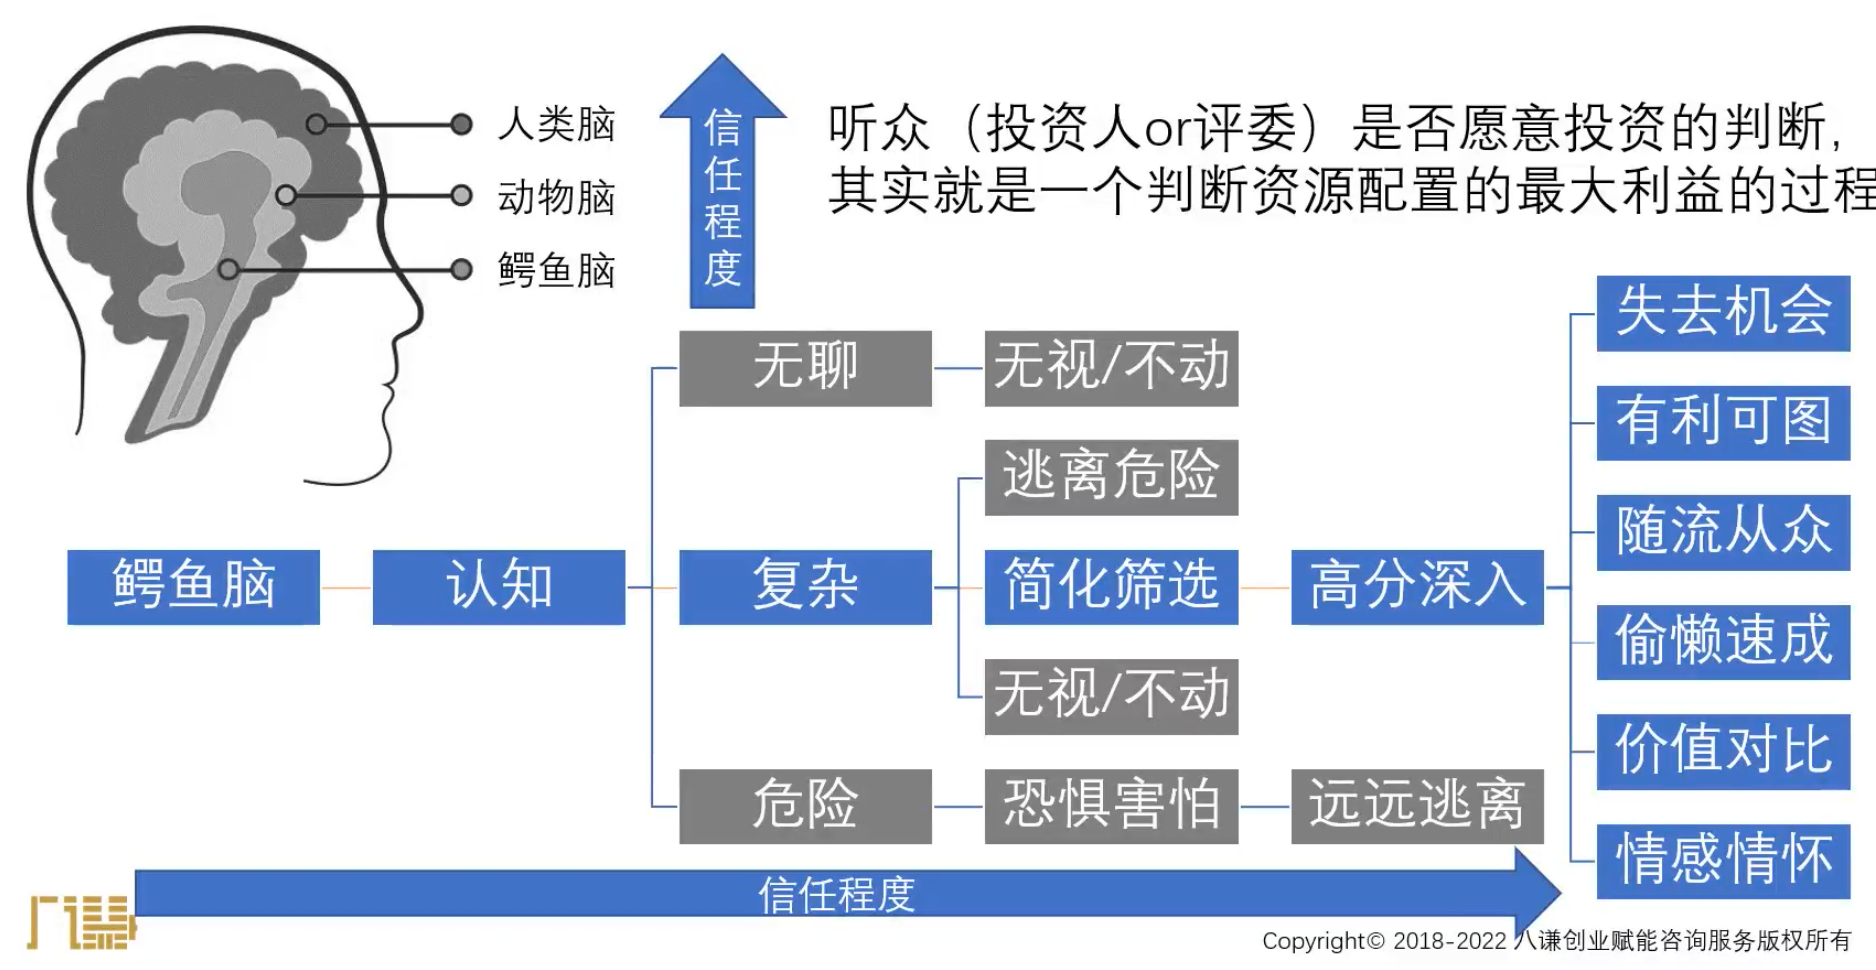 人类脑
动物脑
鳄鱼脑
信任程度
听众（投资人or评委）是否愿意投资的判断，
其实就是一个判断资源配置的最大利益的过程
鳄鱼脑
认知
无聊
无视/不动
复杂
逃离危险
简化筛选
无视/不动
高分深入
危险
恐惧害怕
远远逃离
失去机会
有利可图
随流从众
偷懒速成
价值对比
情感情怀
信任程度
八谦
Copyright© 2018-2022 八谦创业赋能咨询服务版权所有